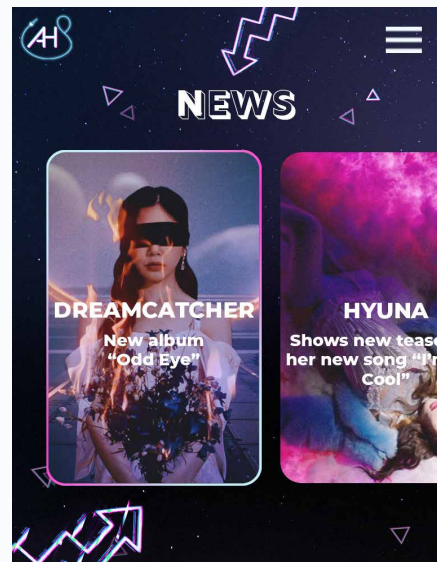 AH
NEWS
DREAMCATCHER
New album
“Odd Eye”
HYUNA
Shows new teas
her new song “I’
Cool”